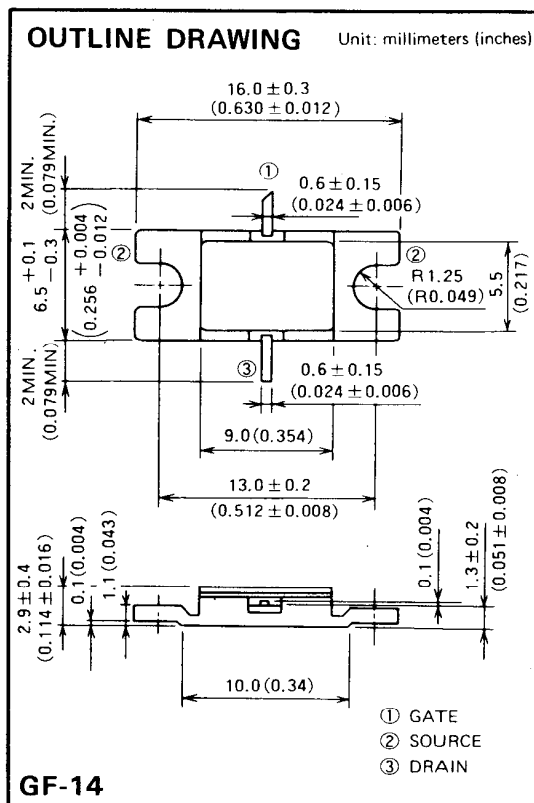 OUTLINE DRAWING Unit: millimeters (inches)
16.0 ± 0.3
(0.630 ± 0.012)
2 MIN.
(0.079MIN.)
①
0.6 ± 0.15
(0.024 ± 0.006)
6.5 +0.1 −0.3
(0.256 +0.004 −0.012)
②
②
R1.25
(R0.049)
5.5
(0.217)
2MIN.
(0.079MIN)
③
0.6 ± 0.15
(0.024 ± 0.006)
9.0 (0.354)
13.0 ± 0.2
(0.512 ± 0.008)
2.9 ± 0.4
(0.114 ± 0.016)
0.1 (0.004)
1.1 (0.043)
0.1 (0.004)
1.3 ± 0.2
(0.051 ± 0.008)
10.0 (0.34)
① GATE
② SOURCE
③ DRAIN
GF-14